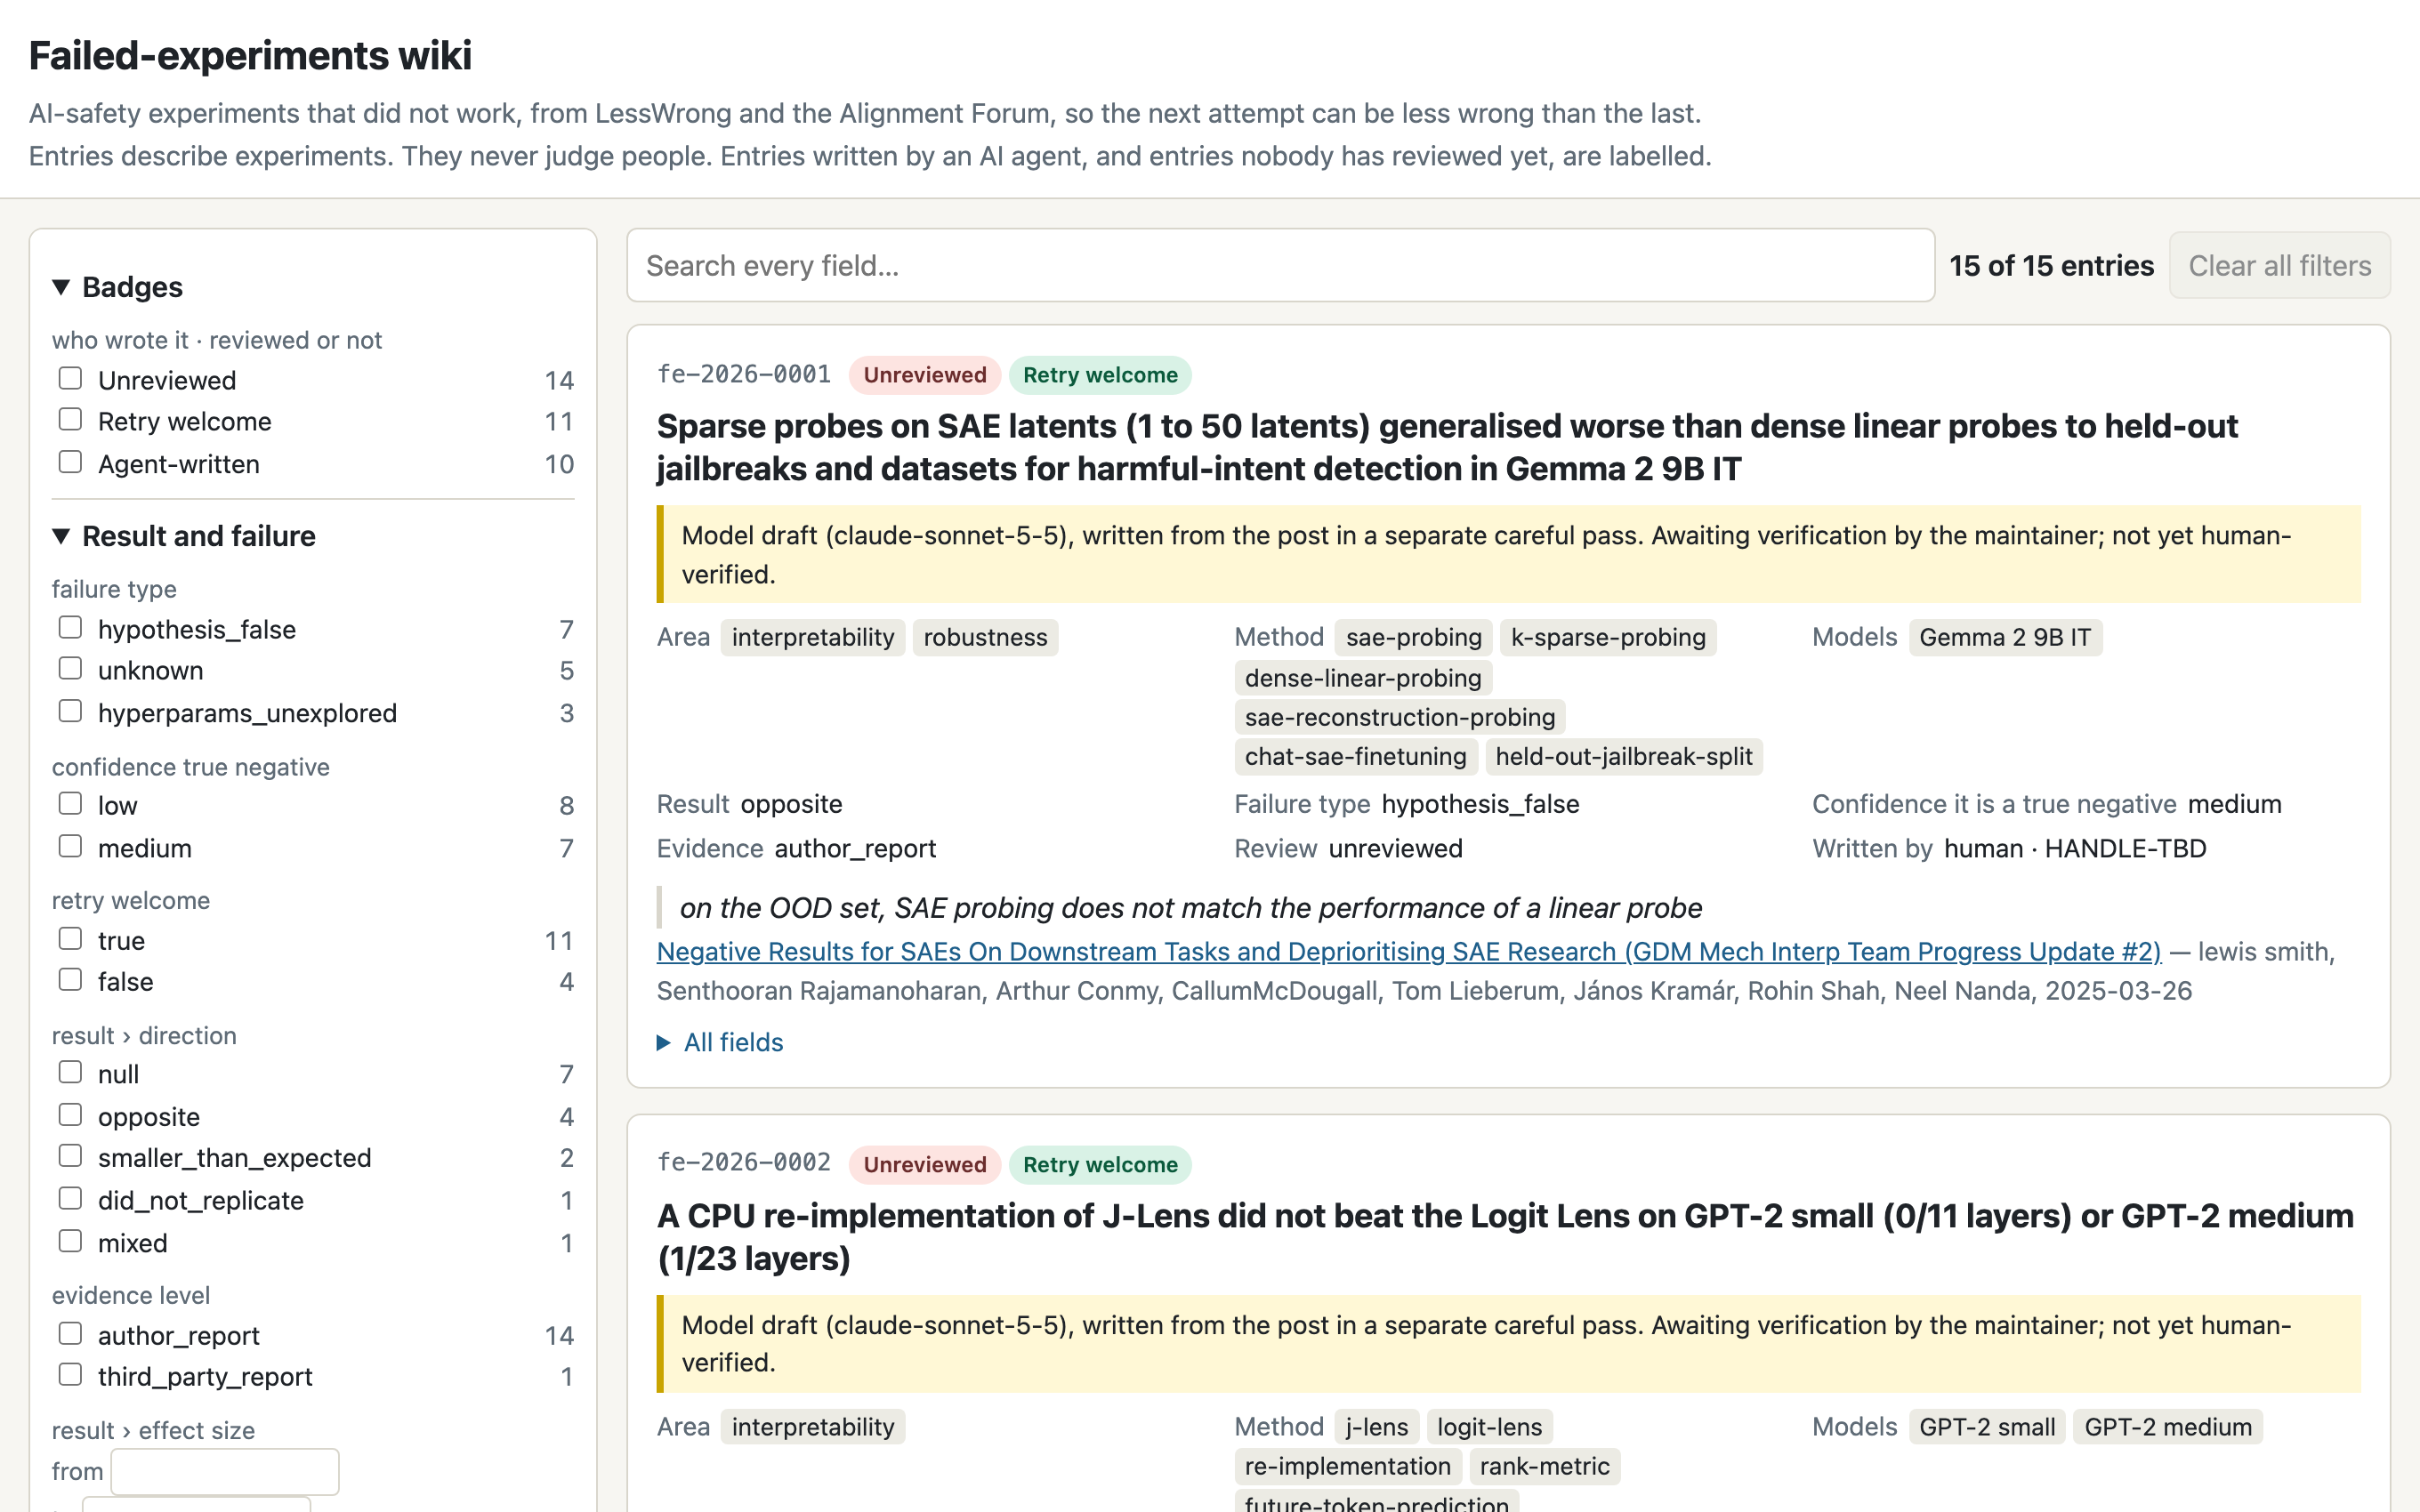 Failed-experiments wiki
AI-safety experiments that did not work, from LessWrong and the Alignment Forum, so the next attempt can be less wrong than the last.
Entries describe experiments. They never judge people. Entries written by an AI agent, and entries nobody has reviewed yet, are labelled.
▼ Badges
who wrote it · reviewed or not
Unreviewed 14
Retry welcome 11
Agent-written 10
▼ Result and failure
failure type
hypothesis_false 7
unknown 5
hyperparams_unexplored 3
confidence true negative
low 8
medium 7
retry welcome
true 11
false 4
result › direction
null 7
opposite 4
smaller_than_expected 2
did_not_replicate 1
mixed 1
evidence level
author_report 14
third_party_report 1
result › effect size
from
Search every field...
15 of 15 entries
Clear all filters
fe-2026-0001 Unreviewed Retry welcome
Sparse probes on SAE latents (1 to 50 latents) generalised worse than dense linear probes to held-out
jailbreaks and datasets for harmful-intent detection in Gemma 2 9B IT
Model draft (claude-sonnet-5-5), written from the post in a separate careful pass. Awaiting verification by the maintainer; not yet human-
verified.
Area interpretability robustness
Method sae-probing k-sparse-probing
dense-linear-probing
sae-reconstruction-probing
chat-sae-finetuning held-out-jailbreak-split
Models Gemma 2 9B IT
Result opposite
Failure type hypothesis_false
Confidence it is a true negative medium
Evidence author_report
Review unreviewed
Written by human · HANDLE-TBD
on the OOD set, SAE probing does not match the performance of a linear probe
Negative Results for SAEs On Downstream Tasks and Deprioritising SAE Research (GDM Mech Interp Team Progress Update #2) — lewis smith,
Senthooran Rajamanoharan, Arthur Conmy, CallumMcDougall, Tom Lieberum, János Kramár, Rohin Shah, Neel Nanda, 2025-03-26
▶ All fields
fe-2026-0002 Unreviewed Retry welcome
A CPU re-implementation of J-Lens did not beat the Logit Lens on GPT-2 small (0/11 layers) or GPT-2 medium
(1/23 layers)
Model draft (claude-sonnet-5-5), written from the post in a separate careful pass. Awaiting verification by the maintainer; not yet human-
verified.
Area interpretability
Method j-lens logit-lens
re-implementation rank-metric
future-token-prediction
Models GPT-2 small GPT-2 medium